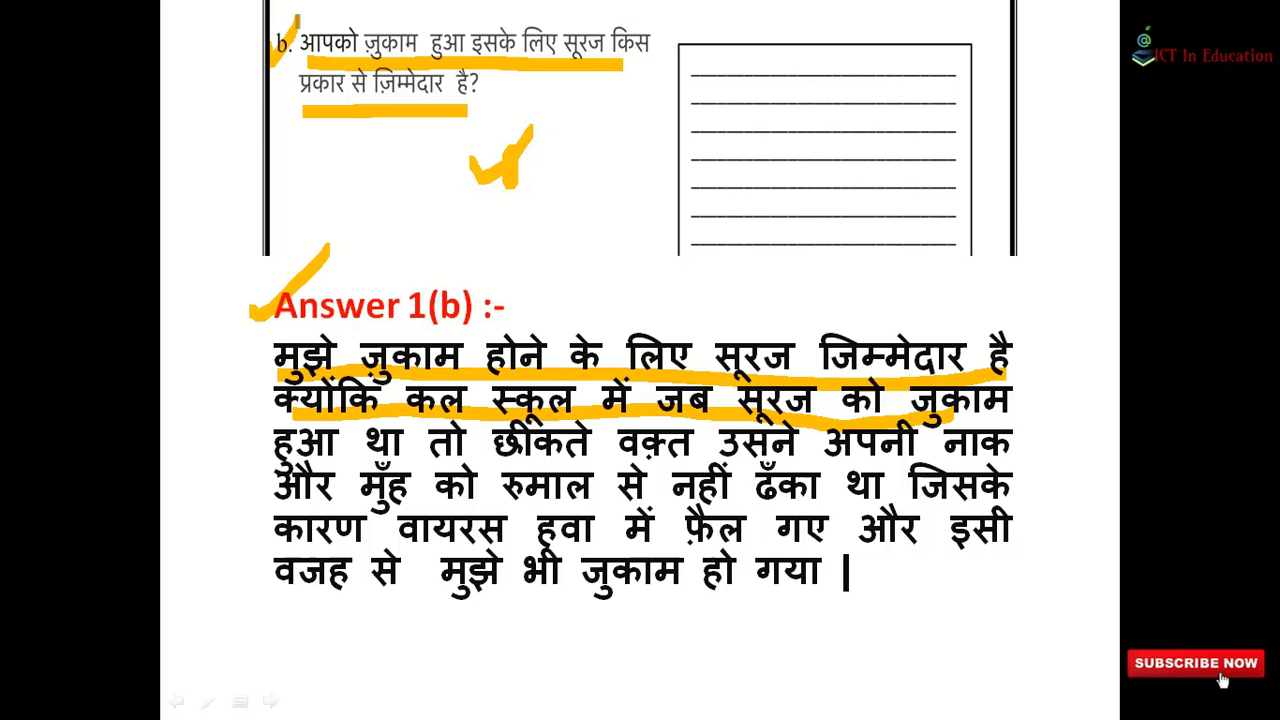 b. आपको ज़ुकाम हुआ इसके लिए सूरज किस
प्रकार से ज़िम्मेदार है?
ICT In Education
Answer 1(b) :-
मुझे ज़ुकाम होने के लिए सूरज जिम्मेदार है
क्योंकि कल स्कूल में जब सूरज को जुकाम
हुआ था तो छींकते वक़्त उसने अपनी नाक
और मुँह को रुमाल से नहीं ढँका था जिसके
कारण वायरस हवा में फ़ैल गए और इसी
वजह से मुझे भी जुकाम हो गया |
SUBSCRIBE NOW